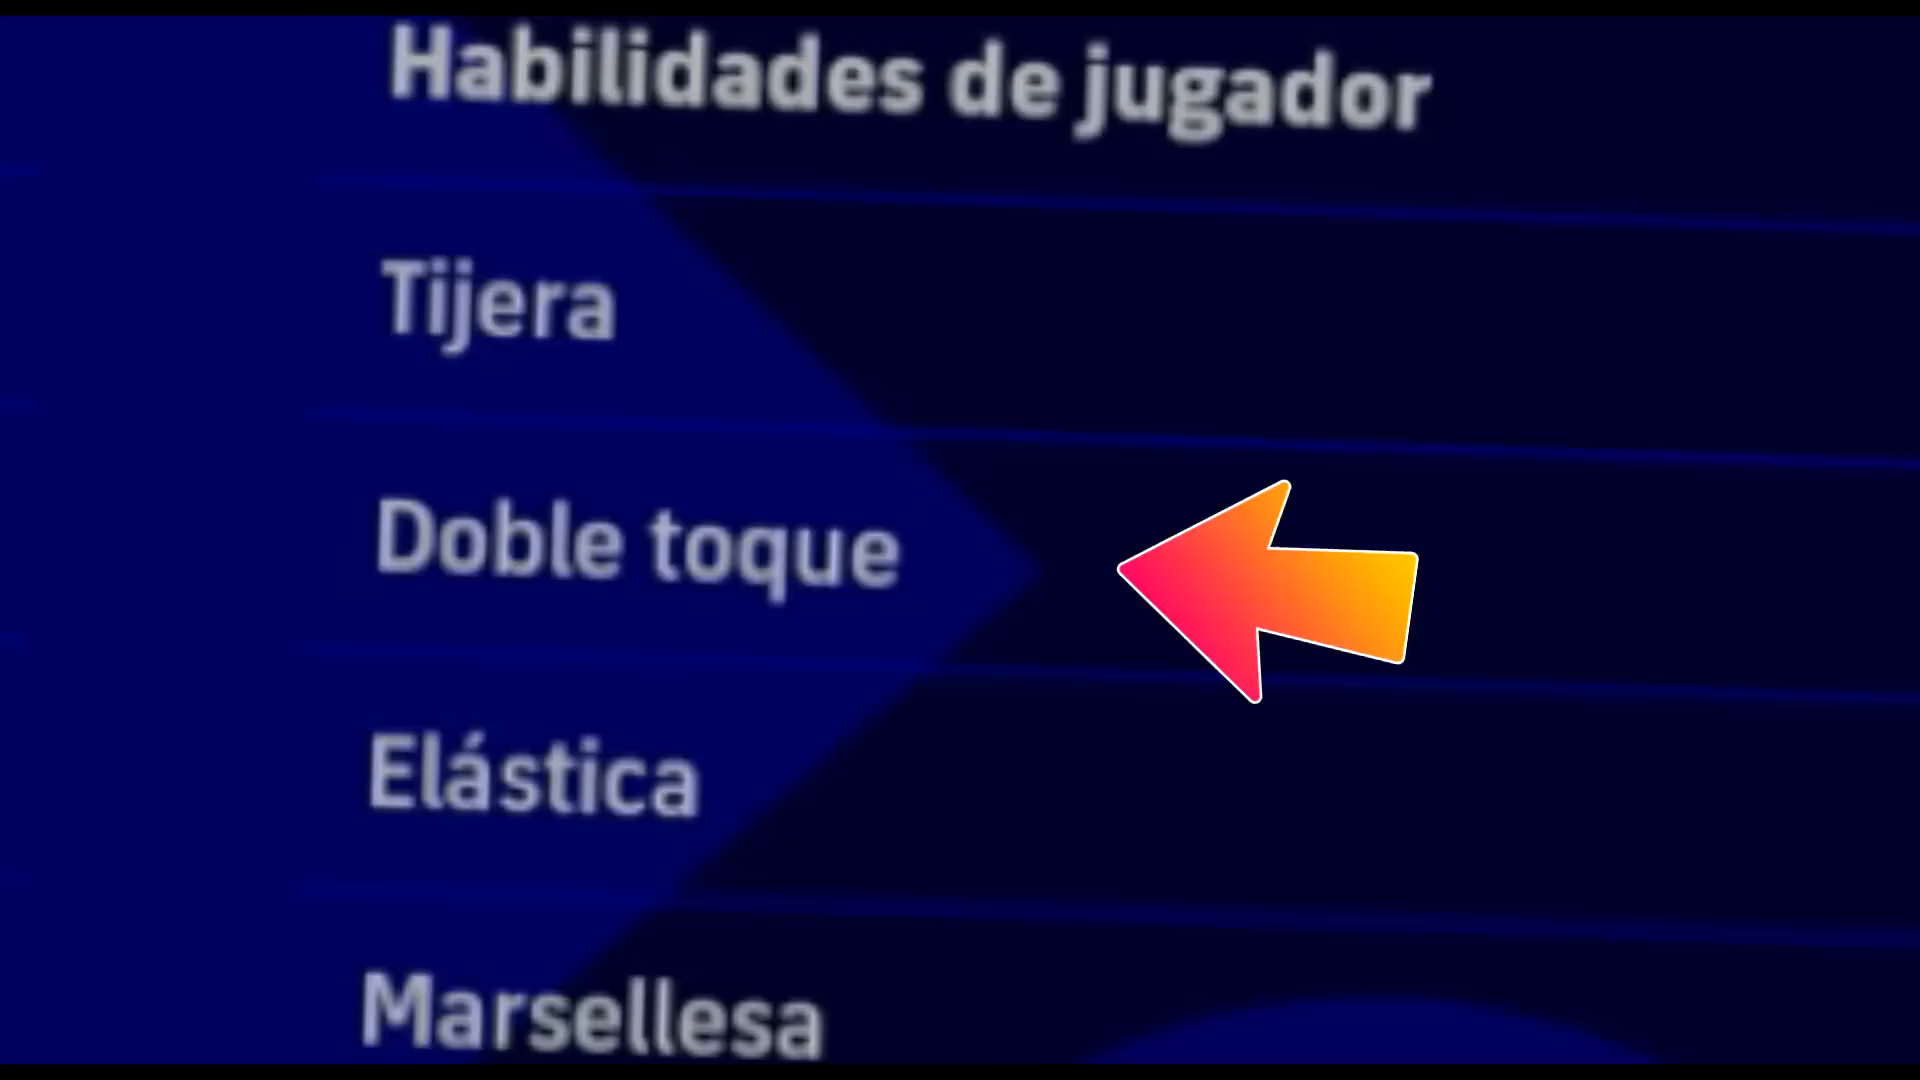 Habilidades de jugador
Tijera
Doble toque
Elástica
Marsellesa